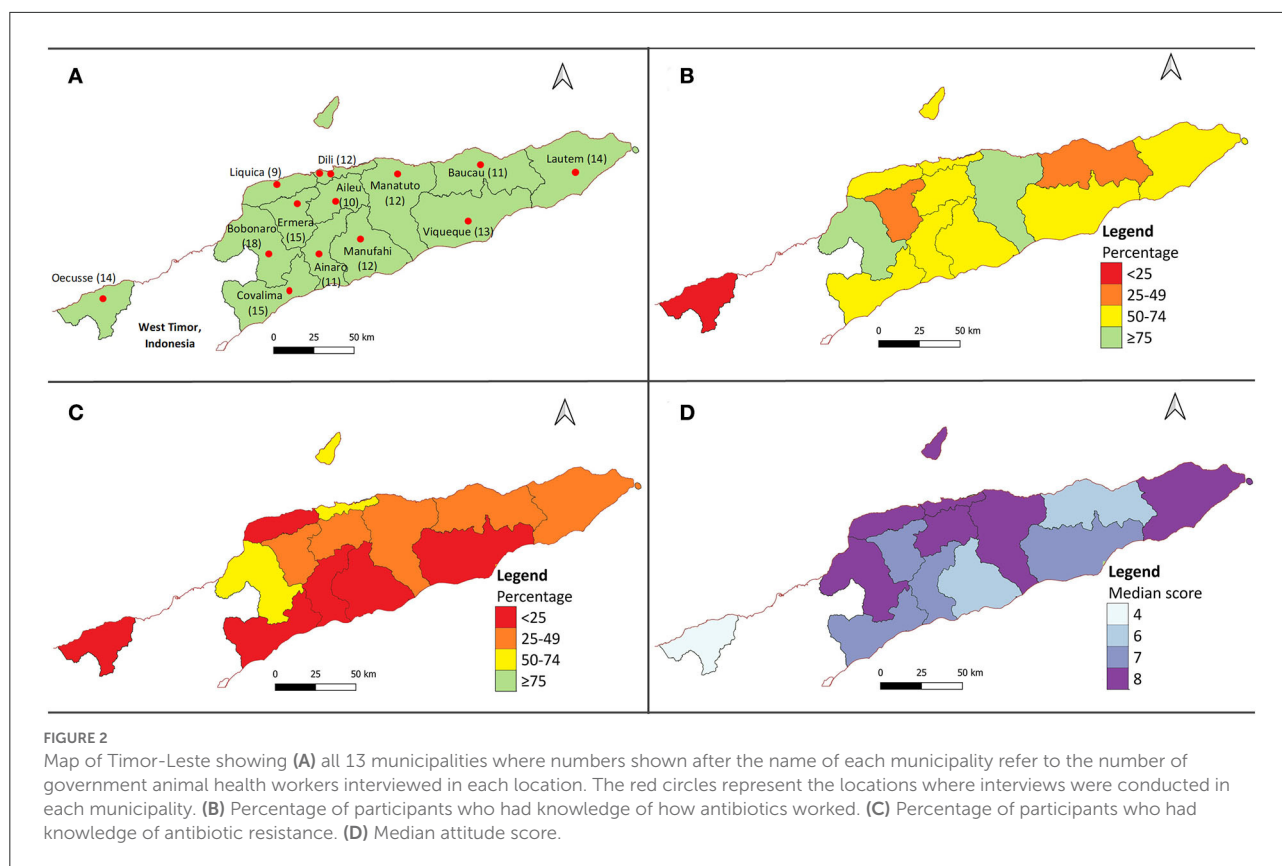 A
Liquica (9)
Dili (12)
Aileu
(10)
Manatuto
(12)
Baucau
(11)
Lautem (14)
Ermera
(15)
Bobonaro
(18)
Viqueque (13)
Manufahi
(12)
Ainaro
(11)
Oecusse (14)
Covalima
(15)
West Timor,
Indonesia
0 25 50 km
B
Legend
Percentage
<25
25-49
50-74
≥75
0 25 50 km
C
Legend
Percentage
<25
25-49
50-74
≥75
0 25 50 km
D
Legend
Median score
4
6
7
8
0 25 50 km
FIGURE 2
Map of Timor-Leste showing (A) all 13 municipalities where numbers shown after the name of each municipality refer to the number of
government animal health workers interviewed in each location. The red circles represent the locations where interviews were conducted in
each municipality. (B) Percentage of participants who had knowledge of how antibiotics worked. (C) Percentage of participants who had
knowledge of antibiotic resistance. (D) Median attitude score.